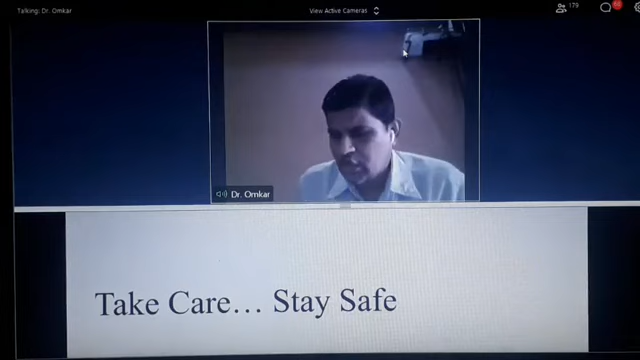 Talking: Dr. Omkar
View Active Cameras
179
Dr. Omkar
Take Care... Stay Safe